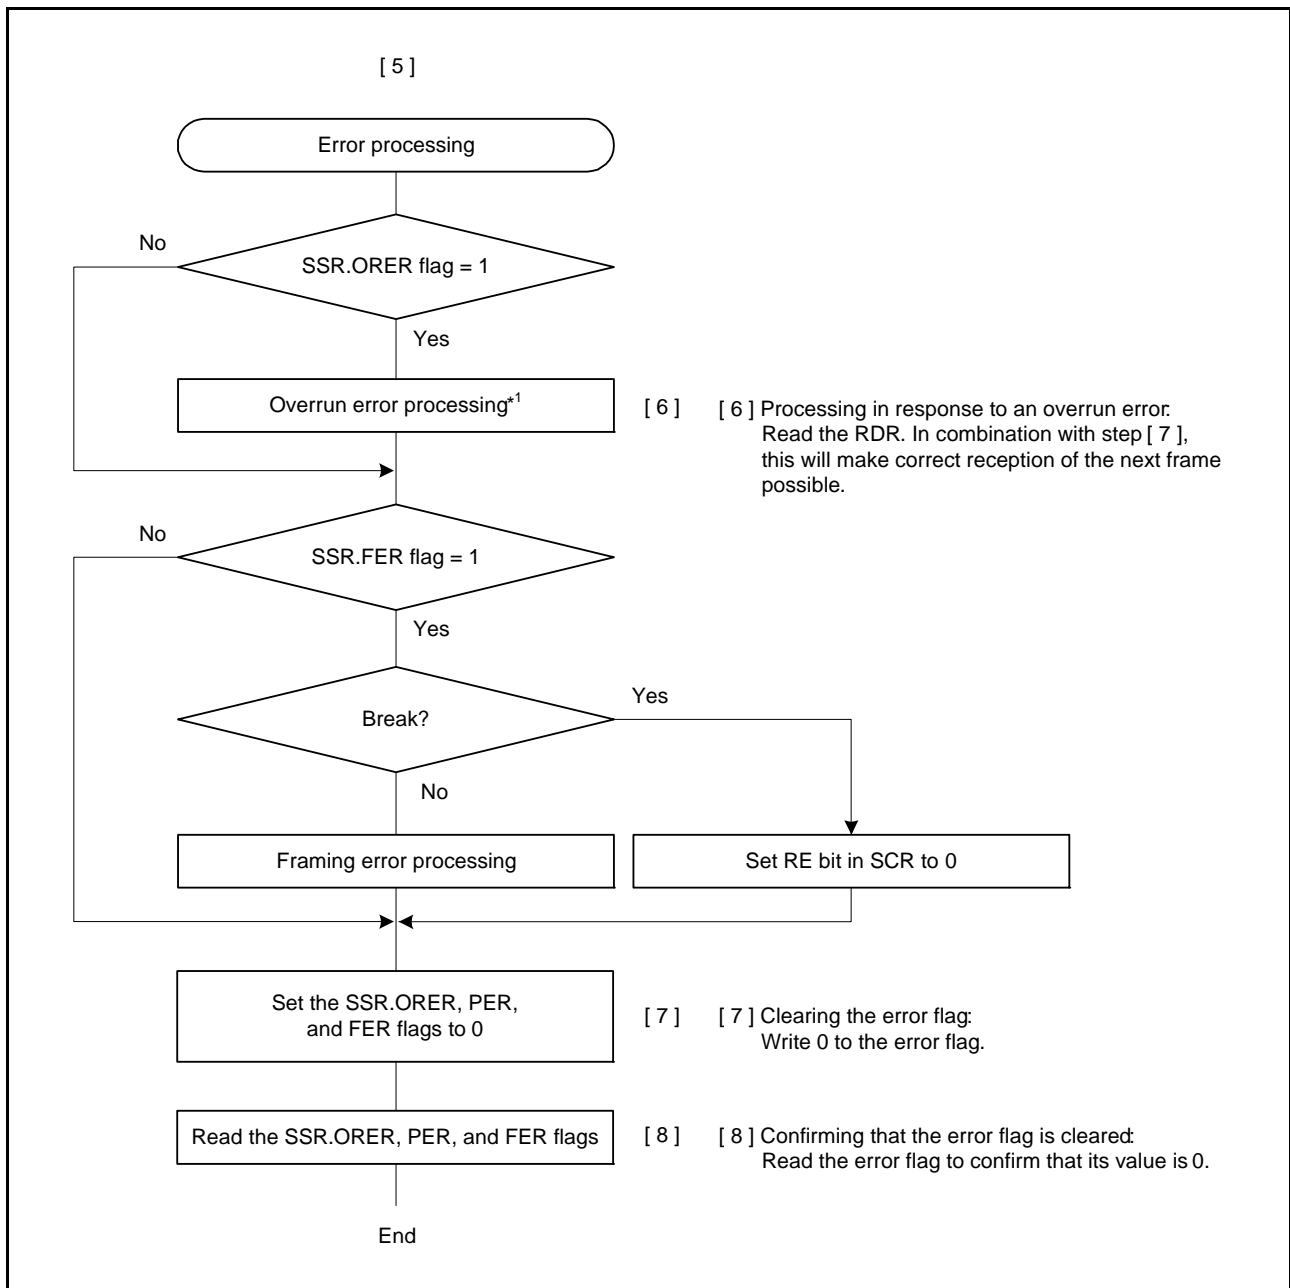 [ 5 ]
Error processing
No
SSR.ORER flag = 1
Yes
Overrun error processing*1
[ 6 ]
[ 6 ] Processing in response to an overrun error:
Read the RDR. In combination with step [ 7 ],
this will make correct reception of the next frame
possible.
No
SSR.FER flag = 1
Yes
Break?
Yes
No
Framing error processing
Set RE bit in SCR to 0
Set the SSR.ORER, PER,
and FER flags to 0
[ 7 ]
[ 7 ] Clearing the error flag:
Write 0 to the error flag.
Read the SSR.ORER, PER, and FER flags
[ 8 ]
[ 8 ] Confirming that the error flag is cleared:
Read the error flag to confirm that its value is 0.
End